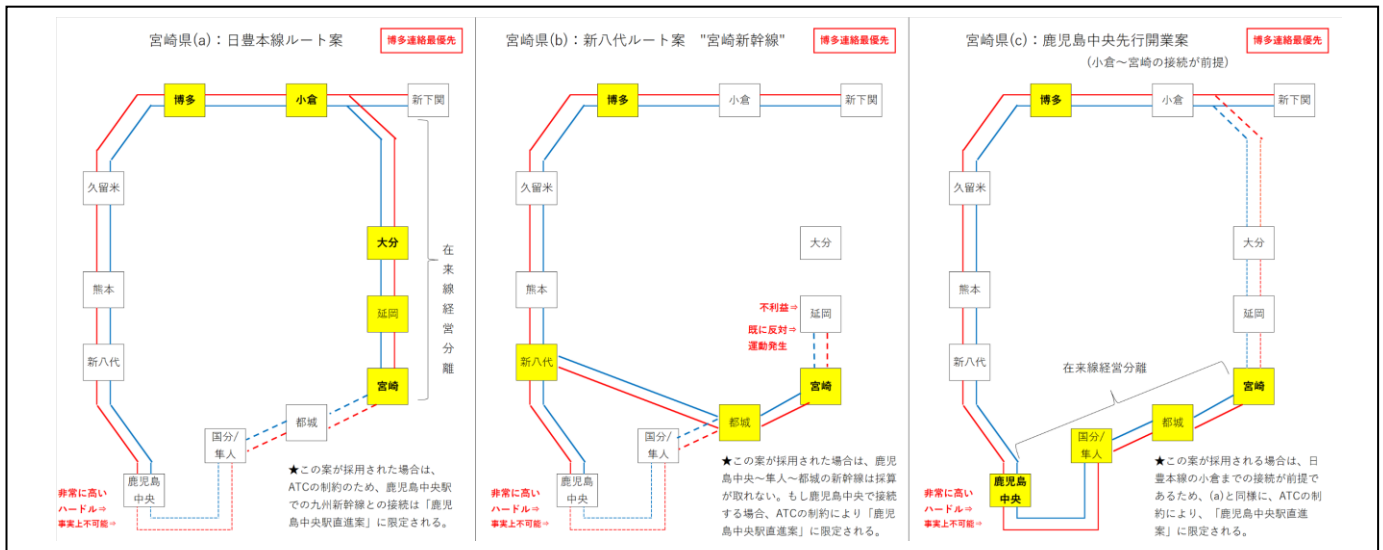 宮崎県(a)：日豊本線ルート案
博多連絡最優先
博多
小倉
新下関
久留米
大分
熊本
延岡
新八代
宮崎
都城
国分/
隼人
鹿児島
中央
在来線経営分離
非常に高い
ハードル⇒
事実上不可能⇒
★この案が採用された場合は、
ATCの制約のため、鹿児島中央駅
での九州新幹線との接続は「鹿児
島中央駅直進案」に限定される。
宮崎県(b)：新八代ルート案 "宮崎新幹線"
博多連絡最優先
博多
小倉
新下関
久留米
大分
熊本
不利益⇒
延岡
既に反対⇒
運動発生
新八代
宮崎
都城
国分/
隼人
鹿児島
中央
非常に高い
ハードル⇒
事実上不可能⇒
★この案が採用された場合は、鹿児
島中央～隼人～都城の新幹線は採算
が取れない。もし鹿児島中央で接続
する場合、ATCの制約により「鹿児
島中央駅直進案」に限定される。
宮崎県(c)：鹿児島中央先行開業案
(小倉～宮崎の接続が前提)
博多連絡最優先
博多
小倉
新下関
久留米
大分
熊本
延岡
新八代
在来線経営分離
宮崎
都城
国分/
隼人
鹿児島
中央
非常に高い
ハードル⇒
事実上不可能⇒
★この案が採用される場合は、日
豊本線の小倉までの接続が前提で
あるため、(a)と同様に、ATCの制
約により、「鹿児島中央駅直進
案」に限定される。